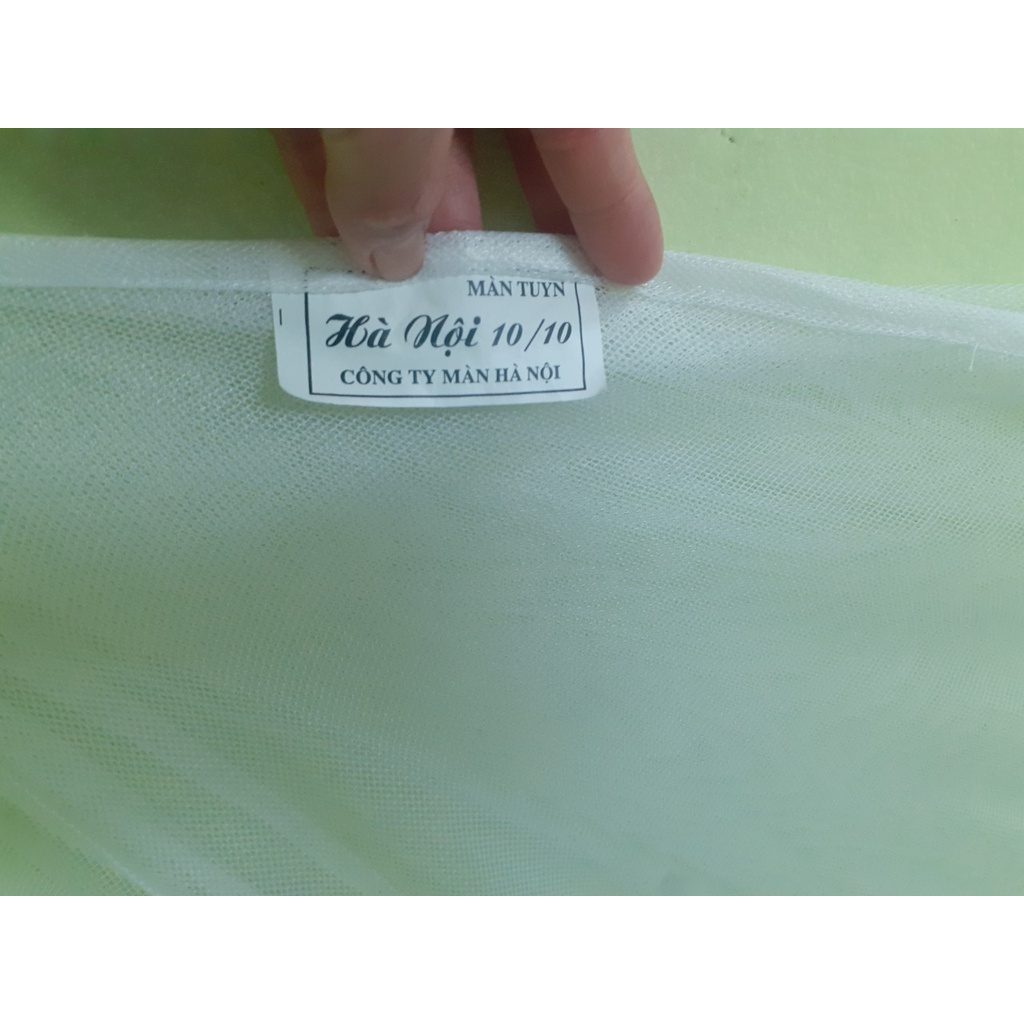 MÀN TUYN
Hà Nội 10/10
CÔNG TY MÀN HÀ NỘI